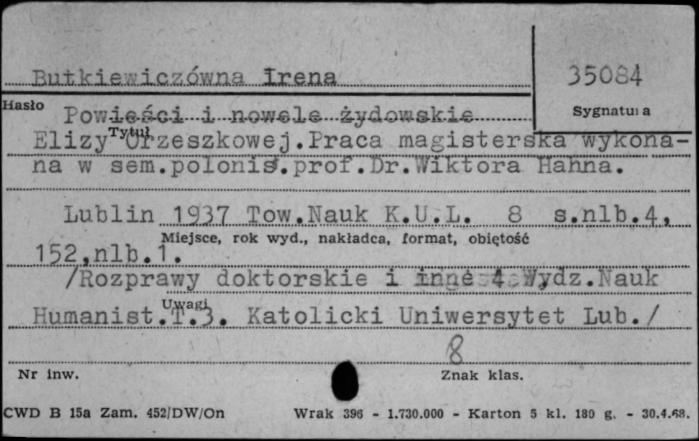 Butkiewiczówna Irena
35084
Hasło
Sygnatura
Powieści i nowele żydowskie
Tytuł
Elizy Orzeszkowej.Praca magisterska wykona-
na w sem.polonis.prof.Dr.Wiktora Hahna.
Lublin 1937 Tow.Nauk K.U.L. 8 s.nlb.4,
Miejsce, rok wyd., nakładca, format, objętość
152,nlb.1.
/Rozprawy doktorskie i inne 4 Wydz.Nauk
Uwagi
Humanist.T.3. Katolicki Uniwersytet Lub./
8
Nr inw.
Znak klas.
CWD B 15a Zam. 452/DW/On
Wrak 396 - 1.730.000 - Karton 5 kl. 180 g. - 30.4.68.